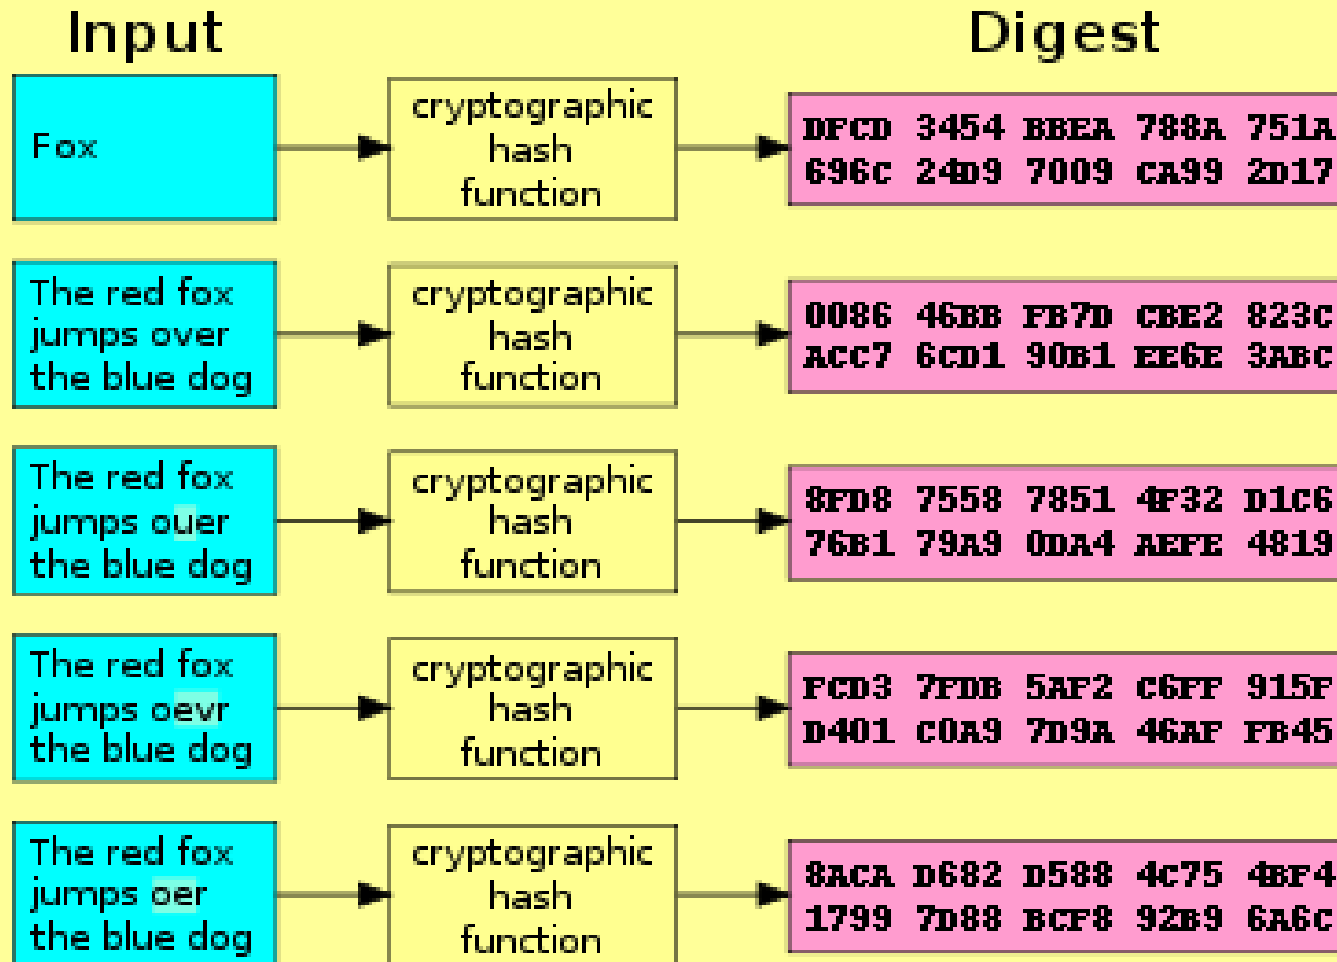 Input
Digest
Fox
cryptographic
hash
function
DFCD 3454 BBEA 788A 751A
696C 24D9 7009 CA99 2D17
The red fox
jumps over
the blue dog
cryptographic
hash
function
0086 46BB FB7D CBE2 823C
ACC7 6CD1 90B1 EE6E 3ABC
The red fox
jumps ouer
the blue dog
cryptographic
hash
function
8FD8 7558 7851 4F32 D1C6
76B1 79A9 0DA4 AEFE 4819
The red fox
jumps oevr
the blue dog
cryptographic
hash
function
FCD3 7FDB 5AF2 C6FF 915F
D401 C0A9 7D9A 46AF FB45
The red fox
jumps oer
the blue dog
cryptographic
hash
function
8ACA D682 D588 4C75 4BF4
1799 7D88 BCF8 92B9 6A6C